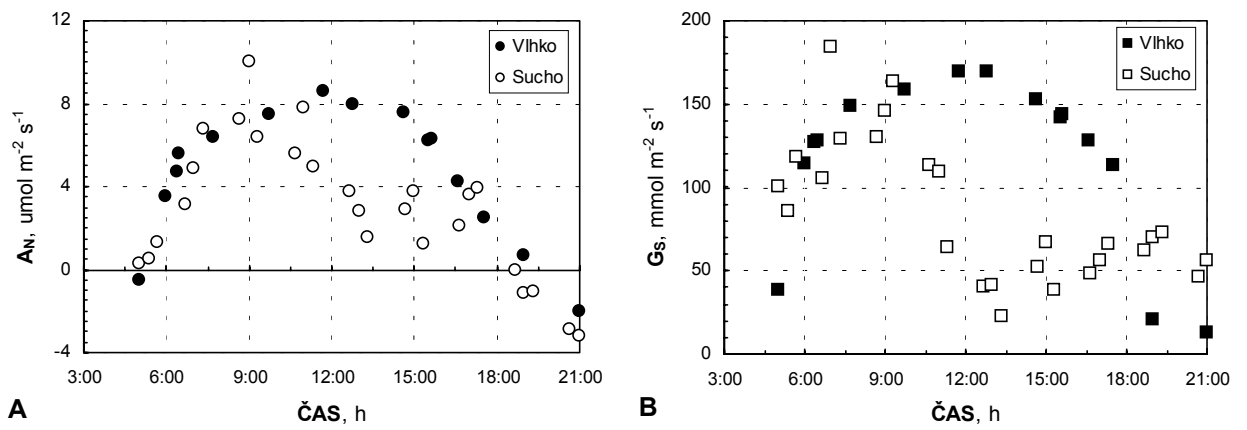 12
8
4
0
-4
A_N, umol m⁻² s⁻¹
Vlhko
Sucho
3:00 6:00 9:00 12:00 15:00 18:00 21:00
ČAS, h
A
200
150
100
50
0
G_S, mmol m⁻² s⁻¹
Vlhko
Sucho
3:00 6:00 9:00 12:00 15:00 18:00 21:00
ČAS, h
B